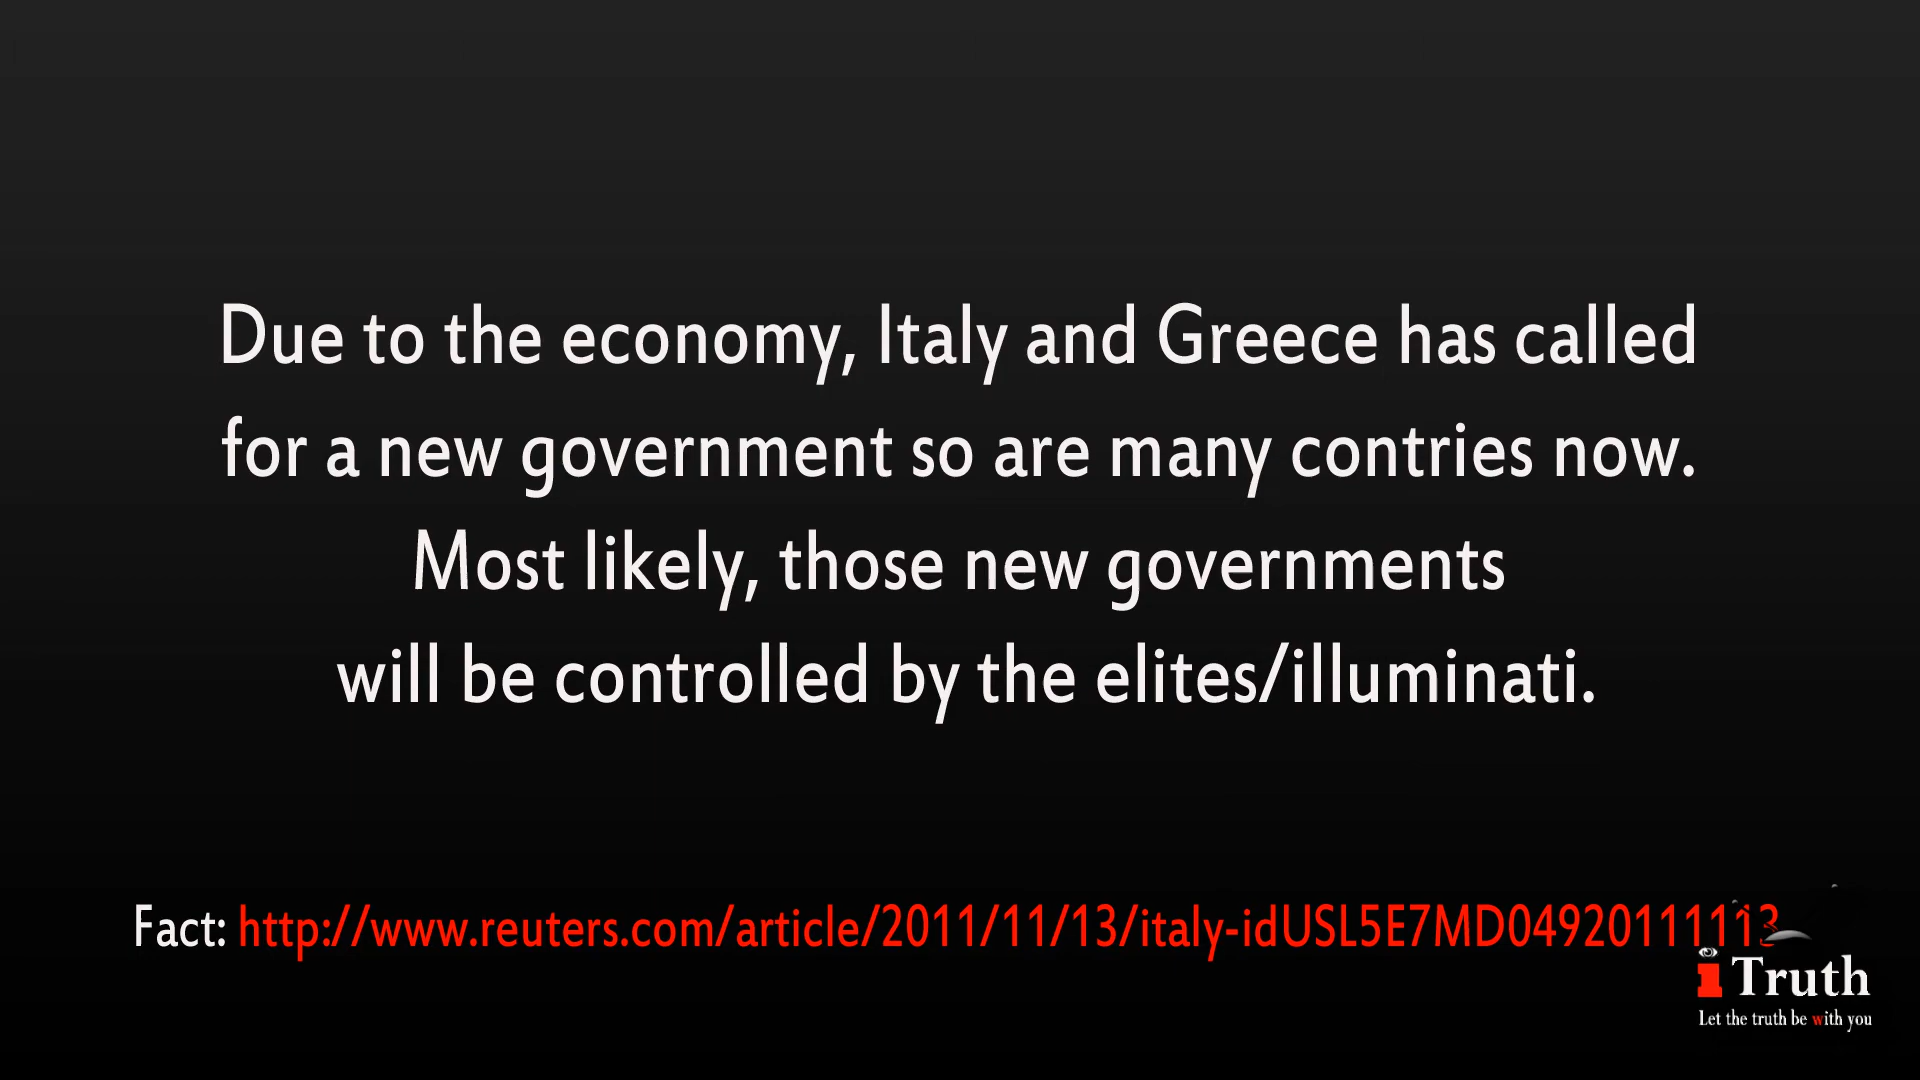 Due to the economy, Italy and Greece has called
for a new government so are many contries now.
Most likely, those new governments
will be controlled by the elites/illuminati.
Fact: http://www.reuters.com/article/2011/11/13/italy-idUSL5E7MD04920111113
i Truth
Let the truth be with you